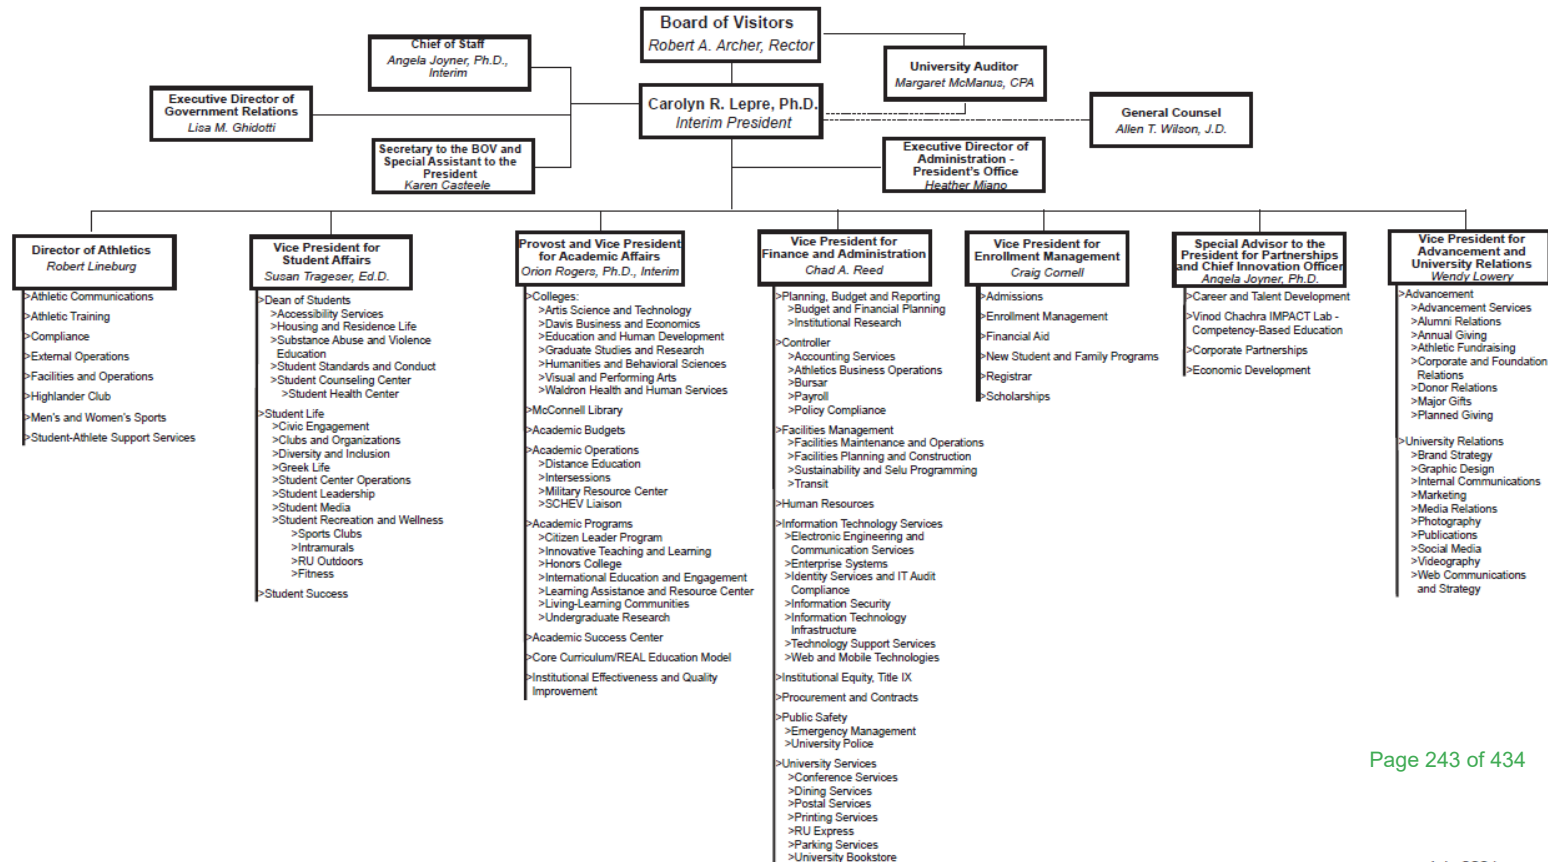 Board of Visitors
Robert A. Archer, Rector
Chief of Staff
Angela Joyner, Ph.D.,
Interim
University Auditor
Margaret McManus, CPA
Executive Director of
Government Relations
Lisa M. Ghidotti
Carolyn R. Lepre, Ph.D.
Interim President
General Counsel
Allen T. Wilson, J.D.
Secretary to the BOV and
Special Assistant to the
President
Karen Casteele
Executive Director of
Administration -
President's Office
Heather Miano
Director of Athletics
Robert Lineburg
>Athletic Communications
>Athletic Training
>Compliance
>External Operations
>Facilities and Operations
>Highlander Club
>Men's and Women's Sports
>Student-Athlete Support Services
Vice President for
Student Affairs
Susan Trageser, Ed.D.
>Dean of Students
>Accessibility Services
>Housing and Residence Life
>Substance Abuse and Violence
Education
>Student Standards and Conduct
>Student Counseling Center
>Student Health Center
>Student Life
>Civic Engagement
>Clubs and Organizations
>Diversity and Inclusion
>Greek Life
>Student Center Operations
>Student Leadership
>Student Media
>Student Recreation and Wellness
>Sports Clubs
>Intramurals
>RU Outdoors
>Fitness
>Student Success
Provost and Vice President
for Academic Affairs
Orion Rogers, Ph.D., Interim
>Colleges:
>Artis Science and Technology
>Davis Business and Economics
>Education and Human Development
>Graduate Studies and Research
>Humanities and Behavioral Sciences
>Visual and Performing Arts
>Waldron Health and Human Services
>McConnell Library
>Academic Budgets
>Academic Operations
>Distance Education
>Intersessions
>Military Resource Center
>SCHEV Liaison
>Academic Programs
>Citizen Leader Program
>Innovative Teaching and Learning
>Honors College
>International Education and Engagement
>Learning Assistance and Resource Center
>Living-Learning Communities
>Undergraduate Research
>Academic Success Center
>Core Curriculum/REAL Education Model
>Institutional Effectiveness and Quality
Improvement
Vice President for
Finance and Administration
Chad A. Reed
>Planning, Budget and Reporting
>Budget and Financial Planning
>Institutional Research
>Controller
>Accounting Services
>Athletics Business Operations
>Bursar
>Payroll
>Policy Compliance
>Facilities Management
>Facilities Maintenance and Operations
>Facilities Planning and Construction
>Sustainability and Selu Programming
>Transit
>Human Resources
>Information Technology Services
>Electronic Engineering and
Communication Services
>Enterprise Systems
>Identity Services and IT Audit
Compliance
>Information Security
>Information Technology
Infrastructure
>Technology Support Services
>Web and Mobile Technologies
>Institutional Equity, Title IX
>Procurement and Contracts
>Public Safety
>Emergency Management
>University Police
>University Services
>Conference Services
>Dining Services
>Postal Services
>Printing Services
>RU Express
>Parking Services
>University Bookstore
Vice President for
Enrollment Management
Craig Cornell
>Admissions
>Enrollment Management
>Financial Aid
>New Student and Family Programs
>Registrar
>Scholarships
Special Advisor to the
President for Partnerships
and Chief Innovation Officer
Angela Joyner, Ph.D.
>Career and Talent Development
>Vinod Chachra IMPACT Lab -
Competency-Based Education
>Corporate Partnerships
>Economic Development
Vice President for
Advancement and
University Relations
Wendy Lowery
>Advancement
>Advancement Services
>Alumni Relations
>Annual Giving
>Athletic Fundraising
>Corporate and Foundation
Relations
>Donor Relations
>Major Gifts
>Planned Giving
>University Relations
>Brand Strategy
>Graphic Design
>Internal Communications
>Marketing
>Media Relations
>Photography
>Publications
>Social Media
>Videography
>Web Communications
and Strategy
Page 243 of 434